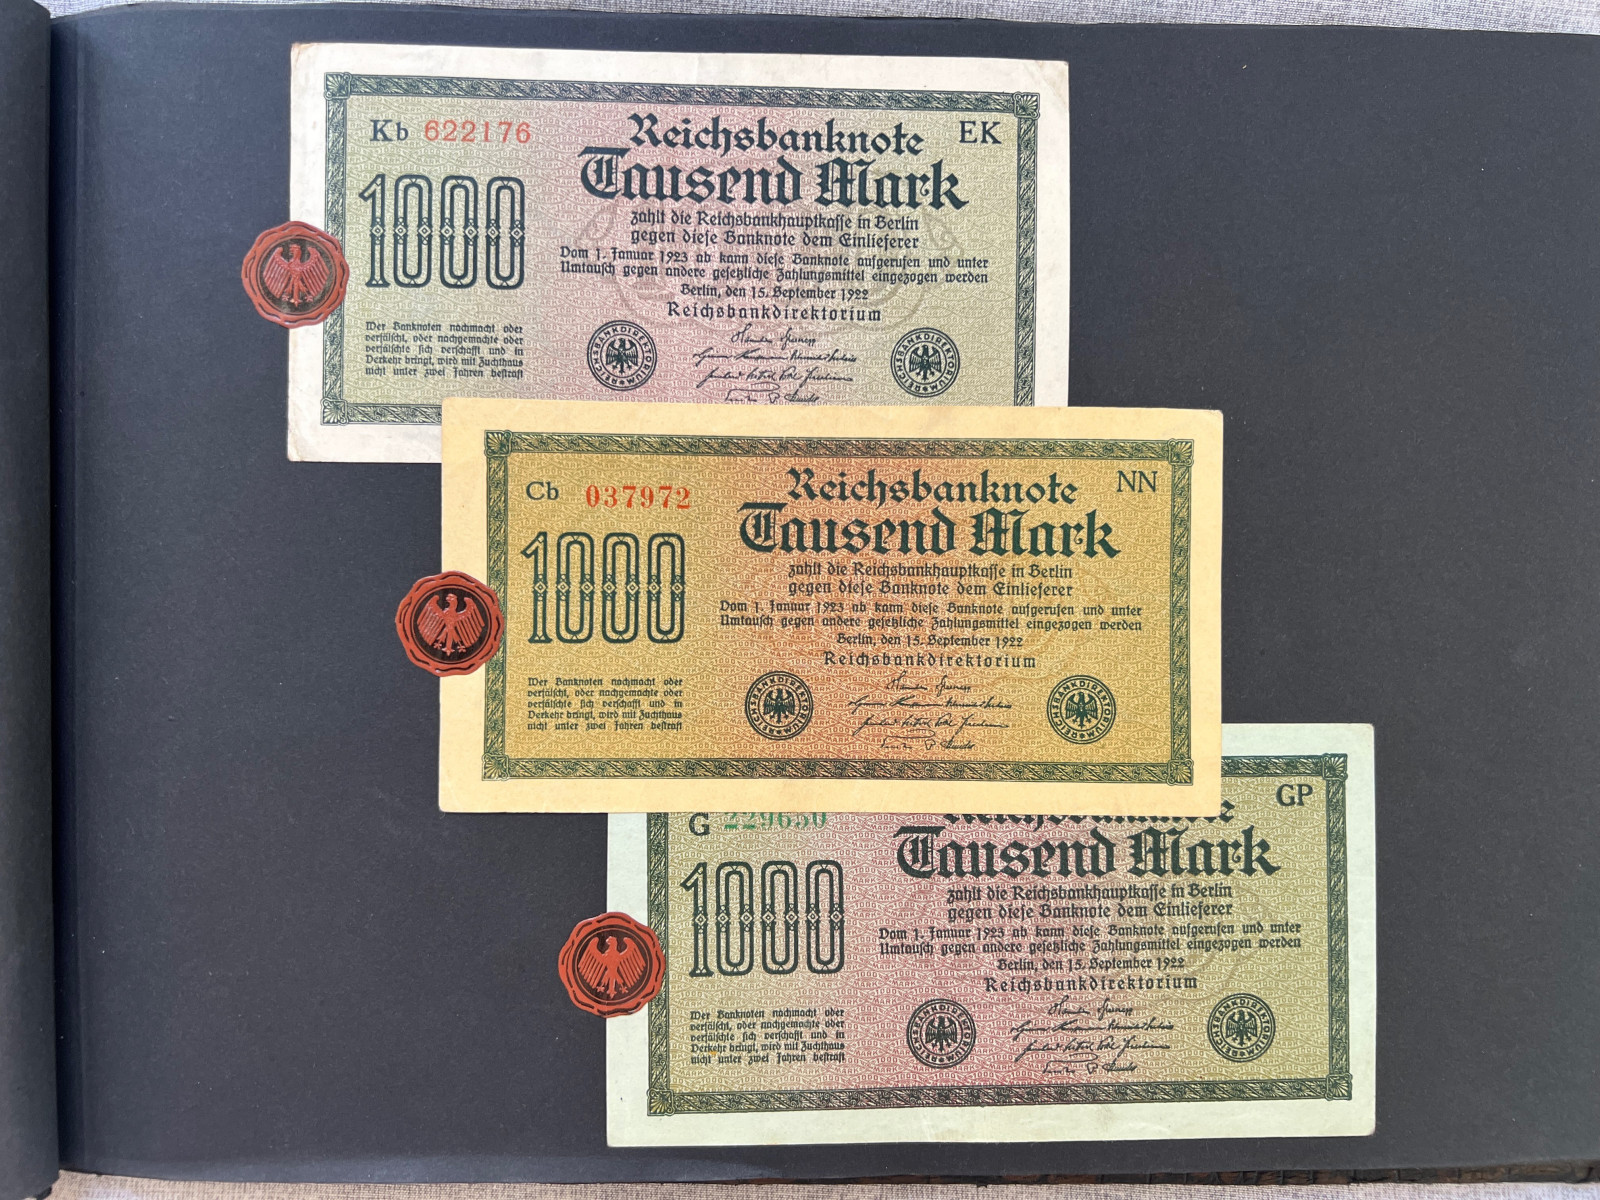 Kb 622176
EK
Reichsbanknote
Tausend Mark
1000
zahlt die Reichsbankhauptkasse in Berlin
gegen diese Banknote dem Einlieferer
Vom 1. Januar 1923 ab kann diese Banknote aufgerufen und unter
Umtausch gegen andere gesetzliche Zahlungsmittel eingezogen werden
Berlin, den 15. September 1922
Reichsbankdirektorium
Wer Banknoten nachmacht oder
verfälscht, oder nachgemachte oder
verfälschte sich verschafft und in
Verkehr bringt, wird mit Zuchthaus
nicht unter zwei Jahren bestraft
REICHSBANKDIREKTORIUM
REICHSBANKDIREKTORIUM
Cb 037972
NN
Reichsbanknote
Tausend Mark
1000
zahlt die Reichsbankhauptkasse in Berlin
gegen diese Banknote dem Einlieferer
Vom 1. Januar 1923 ab kann diese Banknote aufgerufen und unter
Umtausch gegen andere gesetzliche Zahlungsmittel eingezogen werden
Berlin, den 15. September 1922
Reichsbankdirektorium
Wer Banknoten nachmacht oder
verfälscht, oder nachgemachte oder
verfälschte sich verschafft und in
Verkehr bringt, wird mit Zuchthaus
nicht unter zwei Jahren bestraft
REICHSBANKDIREKTORIUM
REICHSBANKDIREKTORIUM
G
GP
Tausend Mark
1000
zahlt die Reichsbankhauptkasse in Berlin
gegen diese Banknote dem Einlieferer
Vom 1. Januar 1923 ab kann diese Banknote aufgerufen und unter
Umtausch gegen andere gesetzliche Zahlungsmittel eingezogen werden
Berlin, den 15. September 1922
Reichsbankdirektorium
Wer Banknoten nachmacht oder
verfälscht, oder nachgemachte oder
verfälschte sich verschafft und in
Verkehr bringt, wird mit Zuchthaus
nicht unter zwei Jahren bestraft
REICHSBANKDIREKTORIUM
REICHSBANKDIREKTORIUM